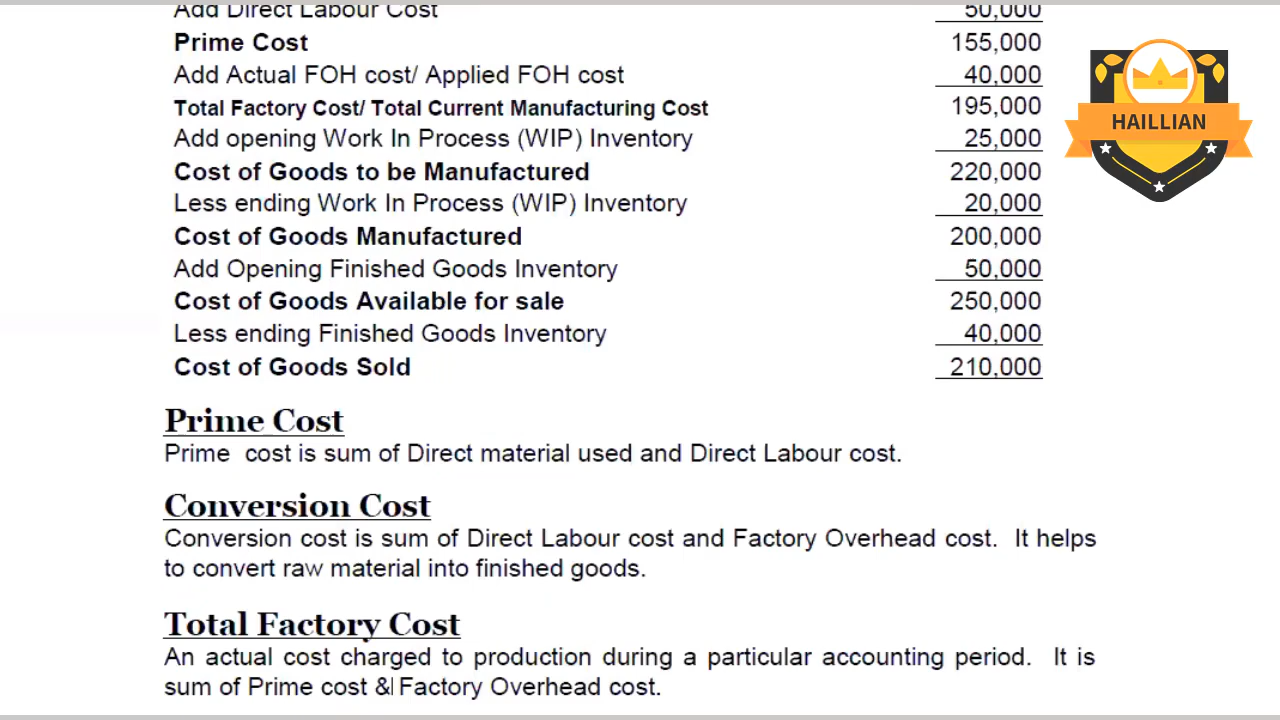 Add Direct Labour Cost 50,000
Prime Cost 155,000
Add Actual FOH cost/ Applied FOH cost 40,000
Total Factory Cost/ Total Current Manufacturing Cost 195,000
Add opening Work In Process (WIP) Inventory 25,000
Cost of Goods to be Manufactured 220,000
Less ending Work In Process (WIP) Inventory 20,000
Cost of Goods Manufactured 200,000
Add Opening Finished Goods Inventory 50,000
Cost of Goods Available for sale 250,000
Less ending Finished Goods Inventory 40,000
Cost of Goods Sold 210,000
HAILLIAN
Prime Cost
Prime cost is sum of Direct material used and Direct Labour cost.
Conversion Cost
Conversion cost is sum of Direct Labour cost and Factory Overhead cost. It helps
to convert raw material into finished goods.
Total Factory Cost
An actual cost charged to production during a particular accounting period. It is
sum of Prime cost & Factory Overhead cost.